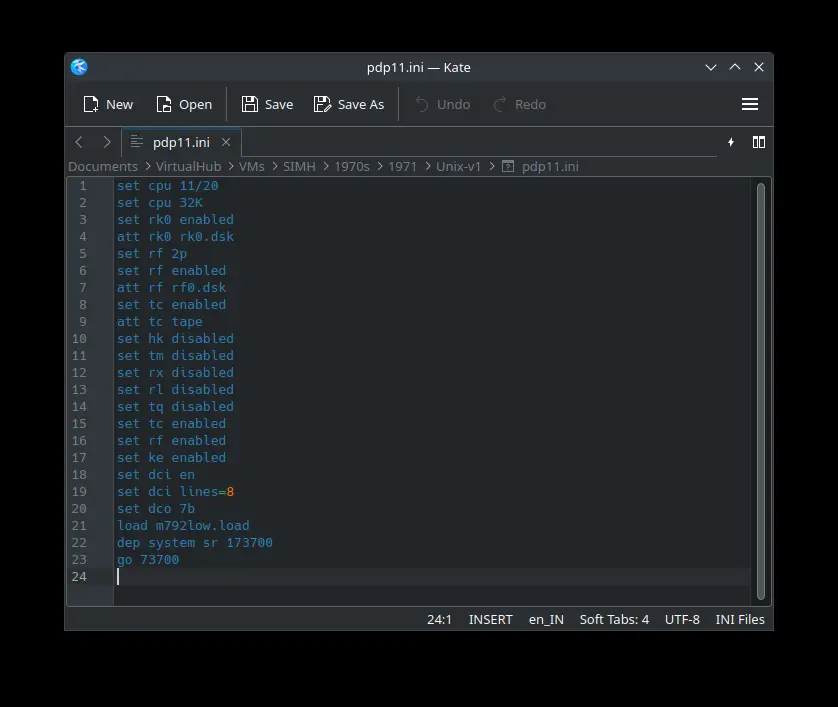 pdp11.ini — Kate
New Open Save Save As Undo Redo
pdp11.ini
Documents VirtualHub VMs SIMH 1970s 1971 Unix-v1 pdp11.ini
1 set cpu 11/20
2 set cpu 32K
3 set rk0 enabled
4 att rk0 rk0.dsk
5 set rf 2p
6 set rf enabled
7 att rf rf0.dsk
8 set tc enabled
9 att tc tape
10 set hk disabled
11 set tm disabled
12 set rx disabled
13 set rl disabled
14 set tq disabled
15 set tc enabled
16 set rf enabled
17 set ke enabled
18 set dci en
19 set dci lines=8
20 set dco 7b
21 load m792low.load
22 dep system sr 173700
23 go 73700
24
24:1 INSERT en_IN Soft Tabs: 4 UTF-8 INI Files